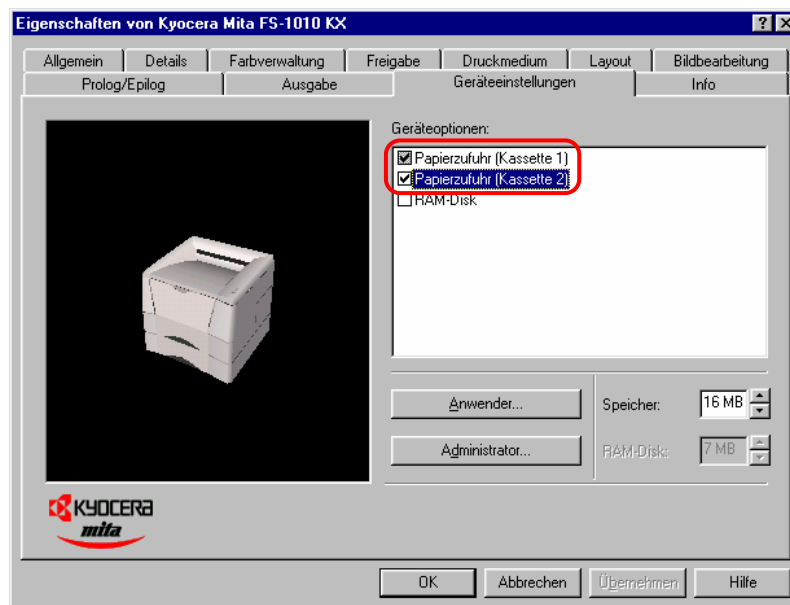 Eigenschaften von Kyocera Mita FS-1010 KX
Allgemein Details Farbverwaltung Freigabe Druckmedium Layout Bildbearbeitung
Prolog/Epilog Ausgabe Geräteeinstellungen Info
Geräteoptionen:
Papierzufuhr (Kassette 1)
Papierzufuhr (Kassette 2)
RAM-Disk
Anwender...
Speicher: 16 MB
Administrator...
RAM-Disk: 7 MB
KYOCERA
mita
OK Abbrechen Übernehmen Hilfe